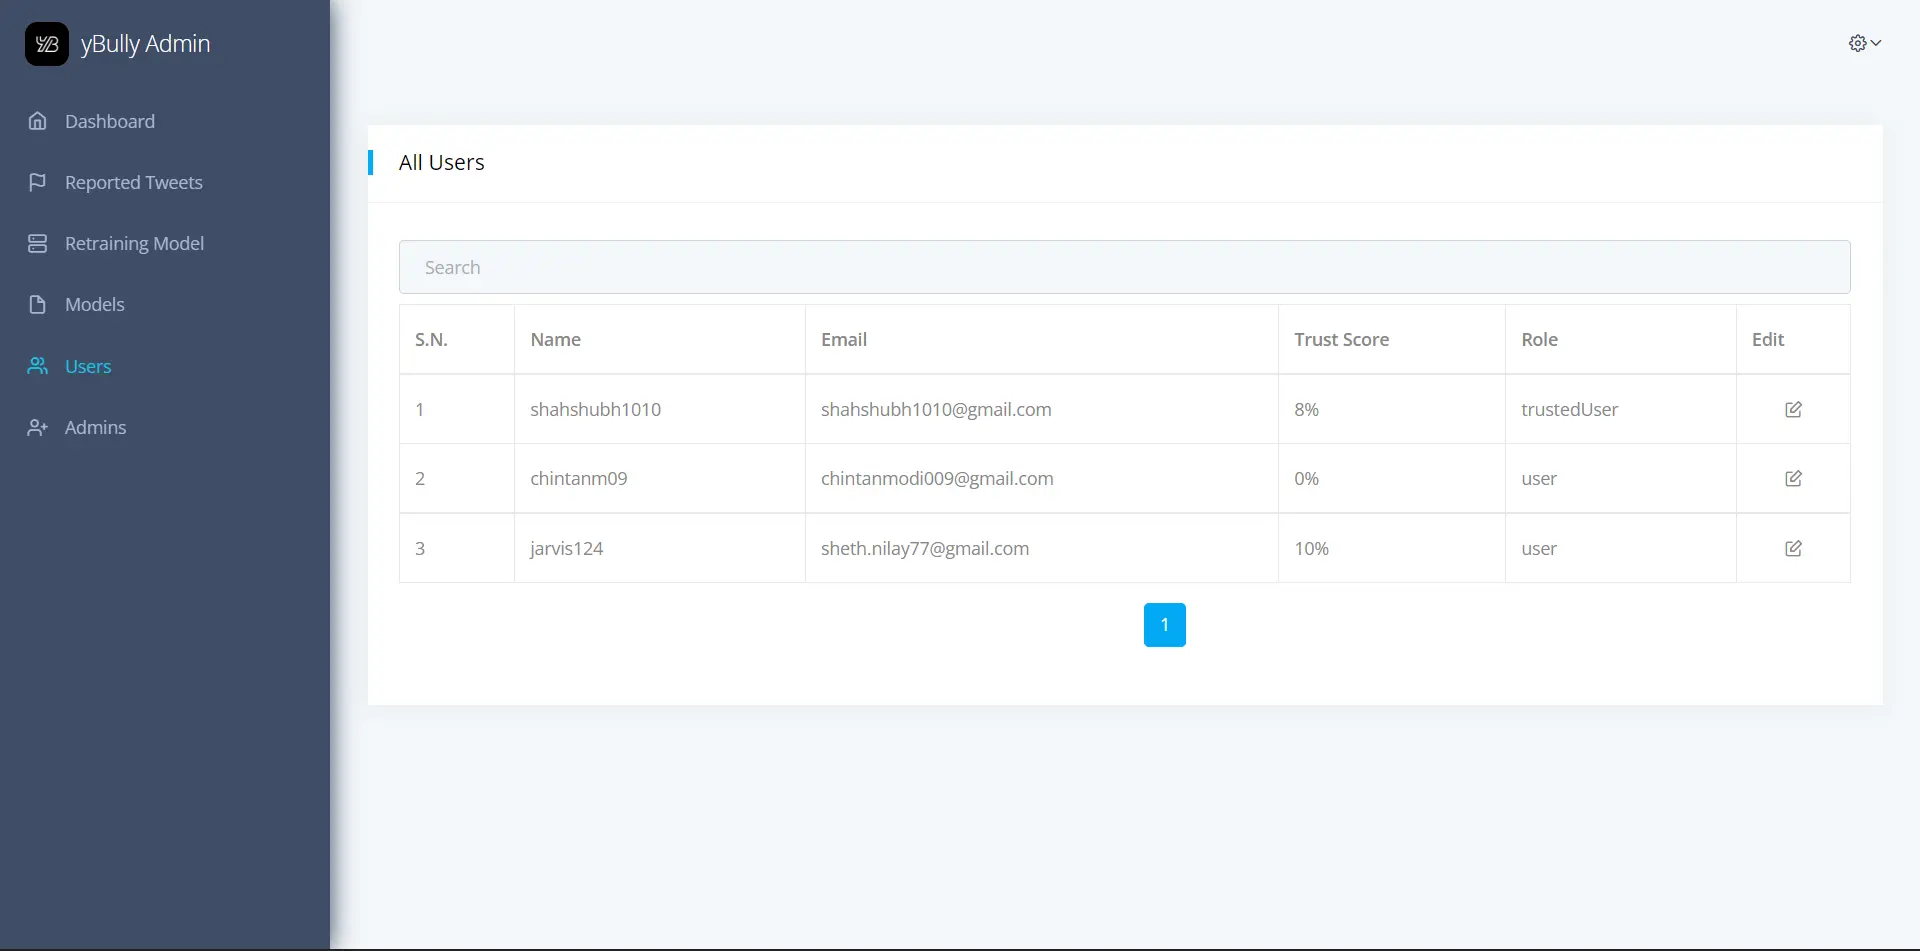 YB yBully Admin
Dashboard
Reported Tweets
Retraining Model
Models
Users
Admins
All Users
Search
S.N. Name Email Trust Score Role Edit
1 shahshubh1010 shahshubh1010@gmail.com 8% trustedUser
2 chintanm09 chintanmodi009@gmail.com 0% user
3 jarvis124 sheth.nilay77@gmail.com 10% user
1